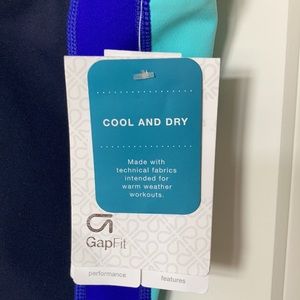 COOL AND DRY
Made with
technical fabrics
intended for
warm weather
workouts.
GapFit
performance
features